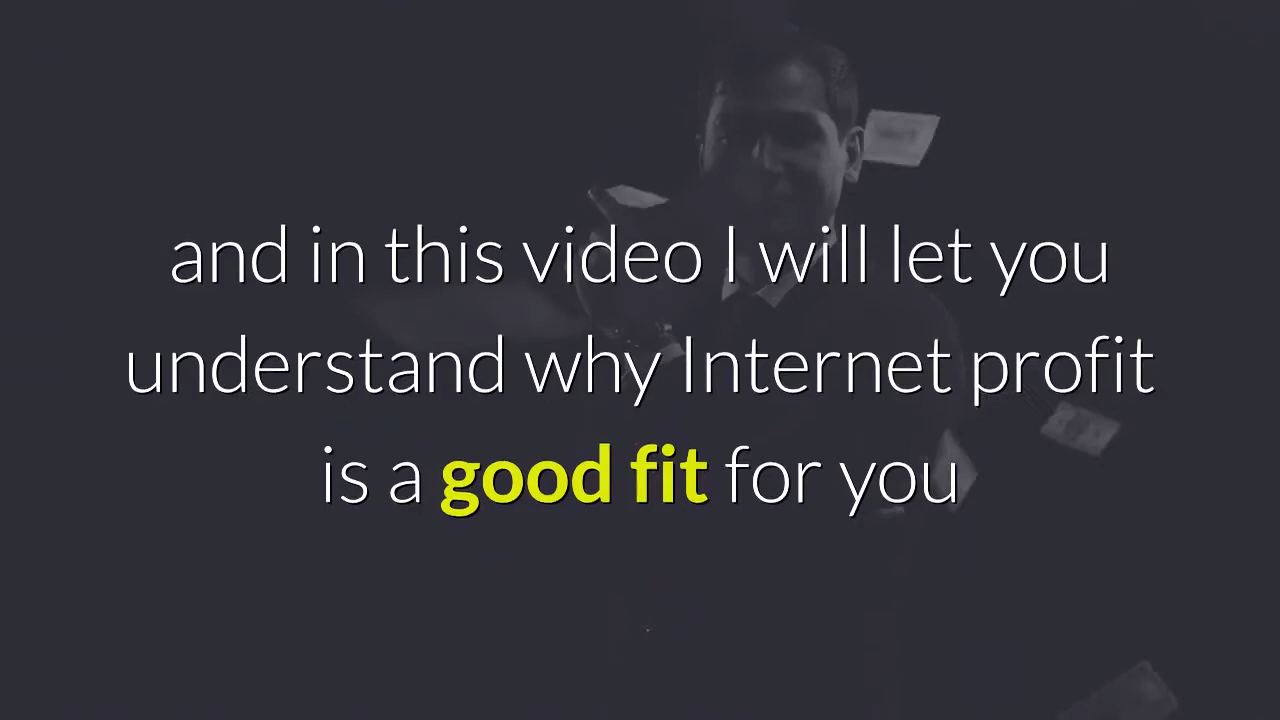 and in this video I will let you
understand why Internet profit
is a good fit for you